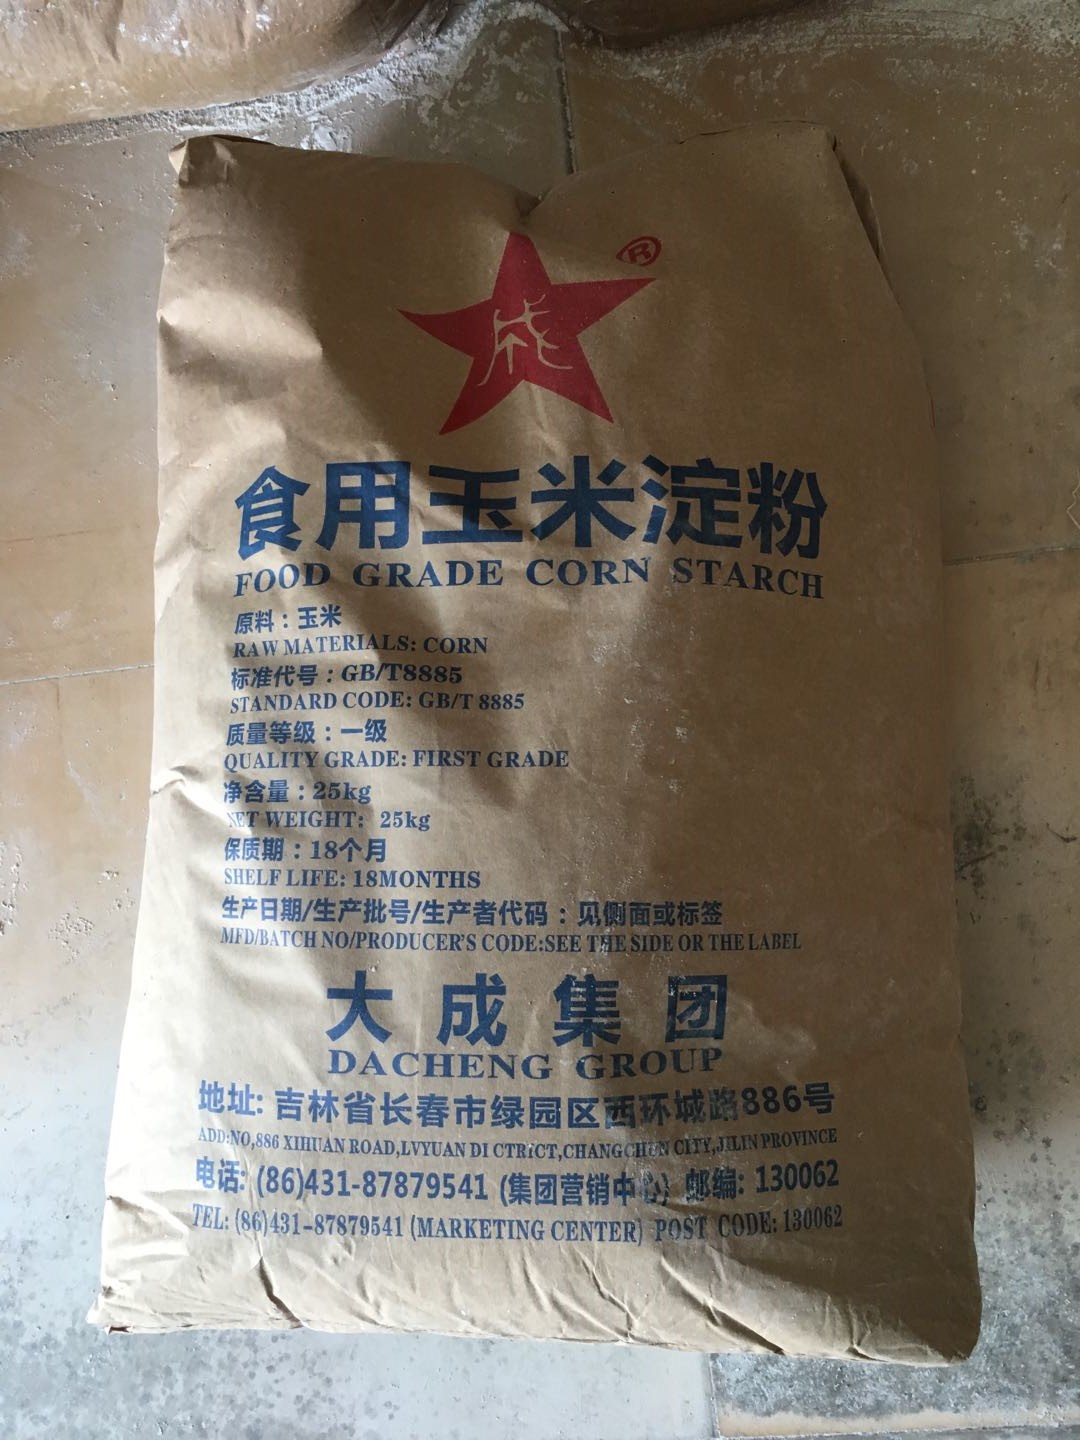 成
®
食用玉米淀粉
FOOD GRADE CORN STARCH
原料：玉米
RAW MATERIALS: CORN
标准代号：GB/T8885
STANDARD CODE: GB/T 8885
质量等级：一级
QUALITY GRADE: FIRST GRADE
净含量：25kg
NET WEIGHT: 25kg
保质期：18个月
SHELF LIFE: 18MONTHS
生产日期/生产批号/生产者代码：见侧面或标签
MFD/BATCH NO/PRODUCER'S CODE:SEE THE SIDE OR THE LABEL
大成集团
DACHENG GROUP
地址: 吉林省长春市绿园区西环城路886号
ADD:NO,886 XIHUAN ROAD,LVYUAN DI CTRICT,CHANGCHUN CITY,JILIN PROVINCE
电话: (86)431-87879541 (集团营销中心) 邮编: 130062
TEL: (86)431-87879541 (MARKETING CENTER) POST CODE: 130062